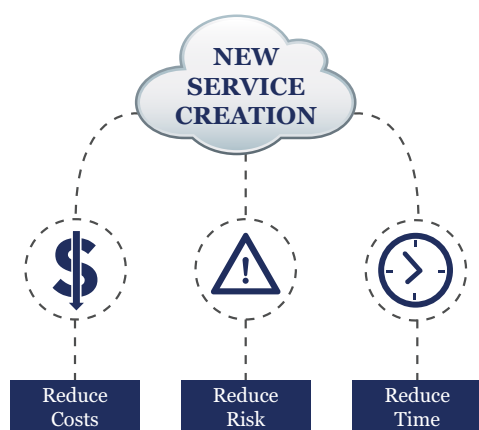 NEW
SERVICE
CREATION
Reduce
Costs
Reduce
Risk
Reduce
Time